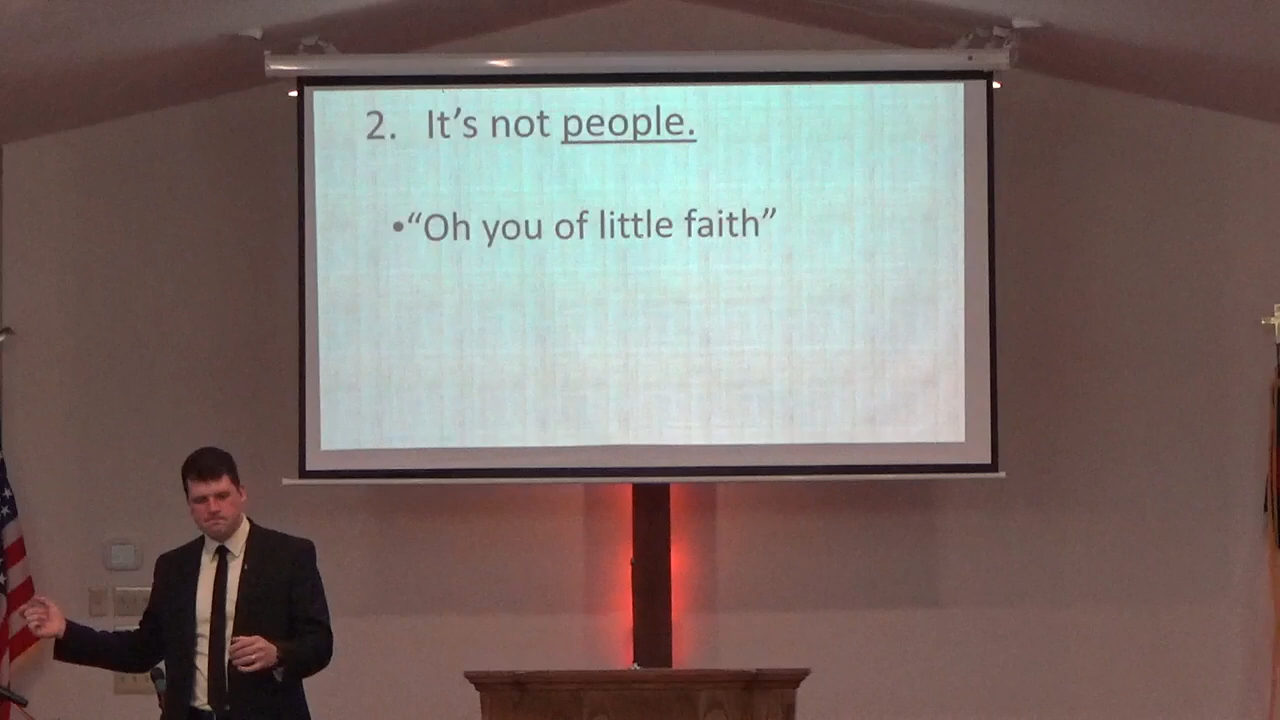 2. It’s not people.
•“Oh you of little faith”